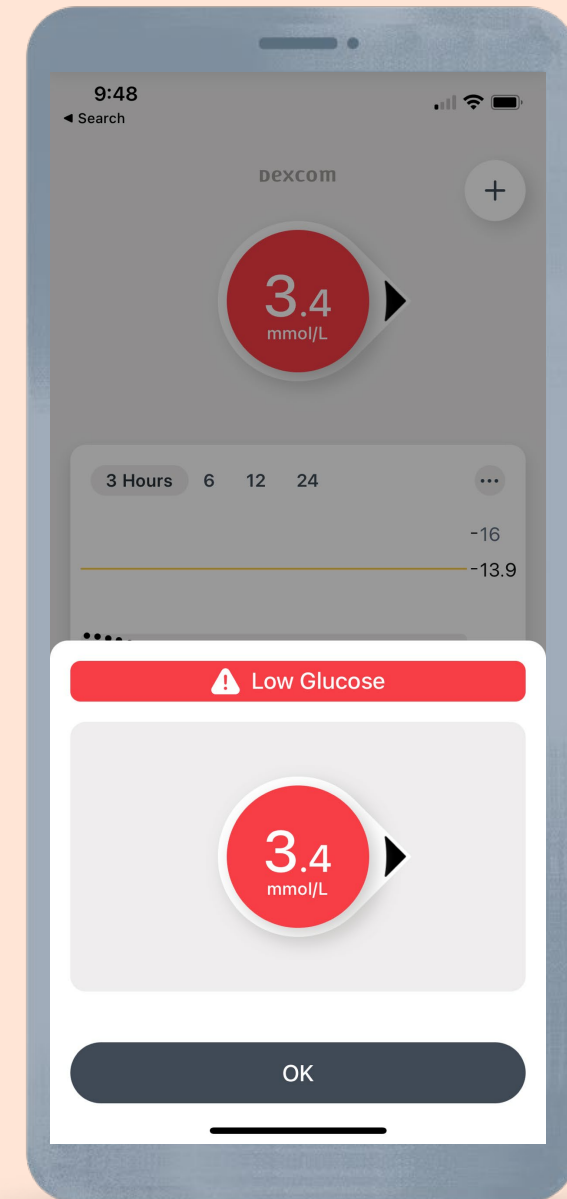 9:48
◀ Search
Dexcom
+
3.4
mmol/L
3 Hours 6 12 24
-16
-13.9
Low Glucose
3.4
mmol/L
OK